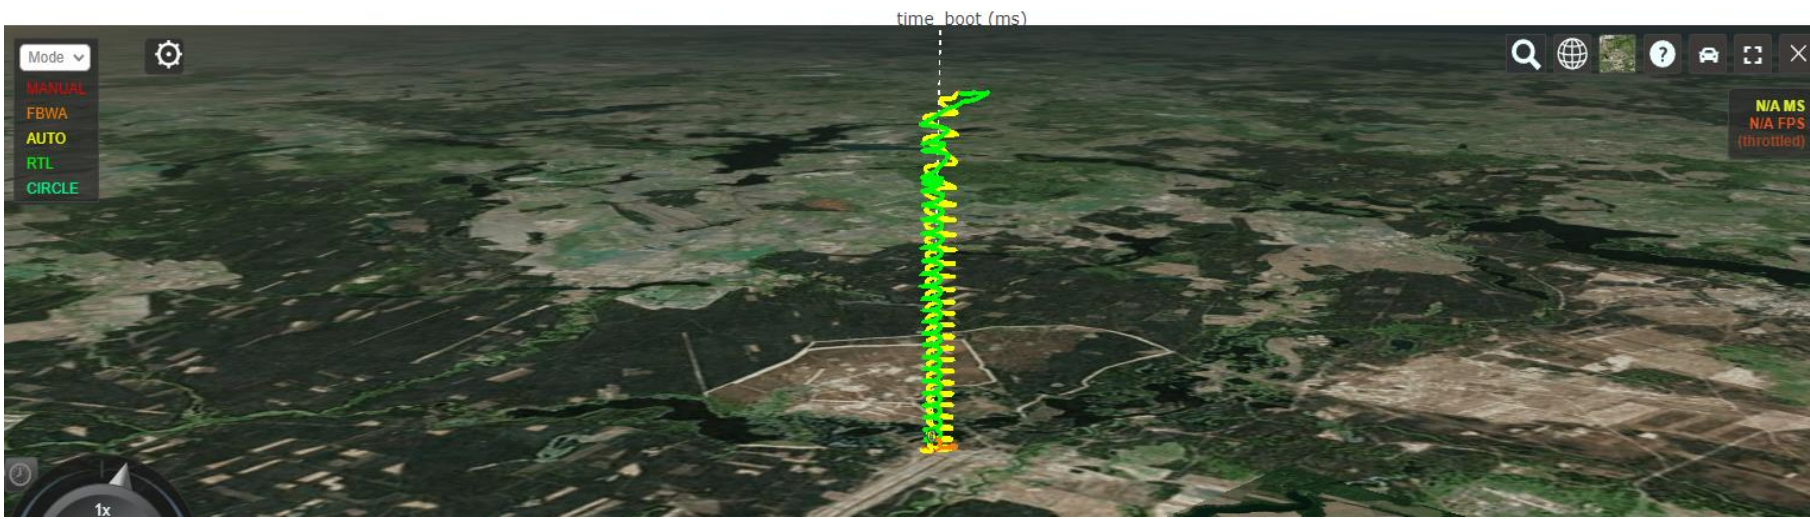 time_boot (ms)
Mode
MANUAL
FBWA
AUTO
RTL
CIRCLE
?
N/A MS
N/A FPS
(throttled)
1x